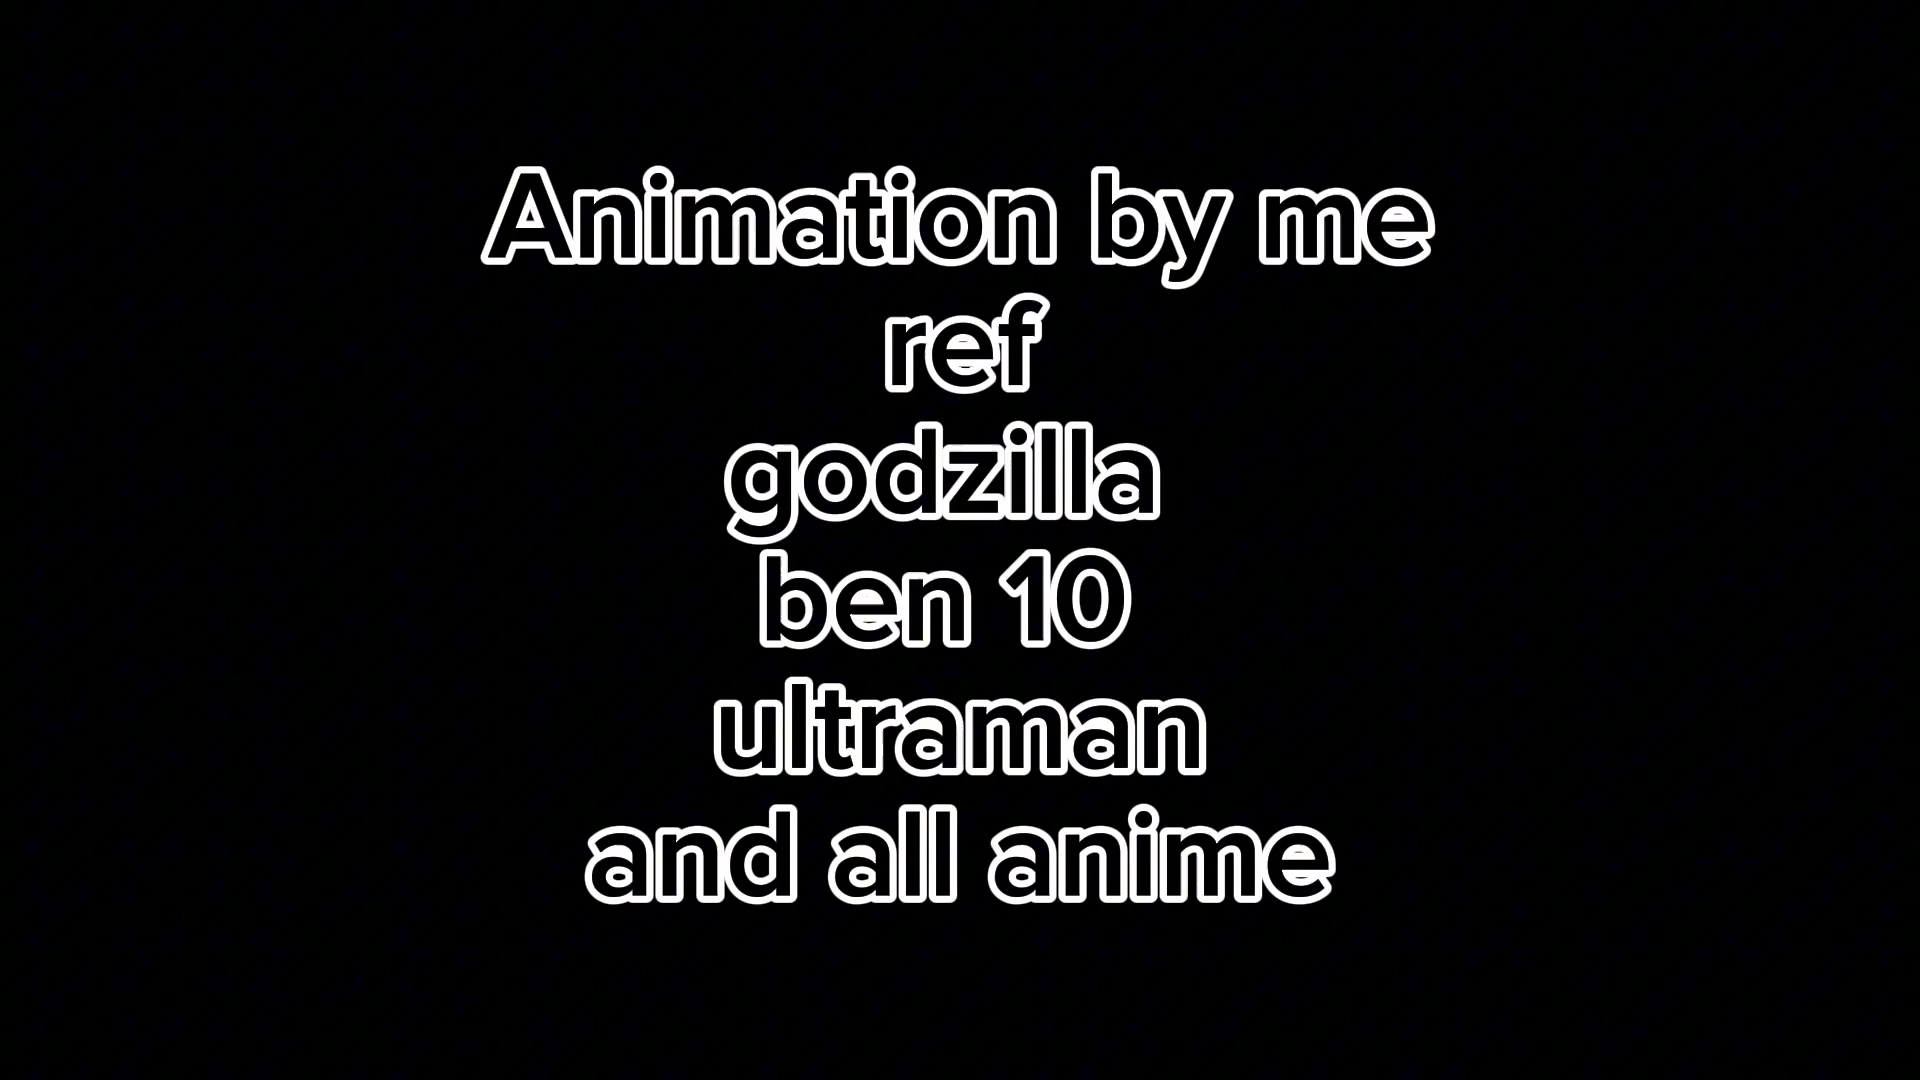 Animation by me
ref
godzilla
ben 10
ultraman
and all anime